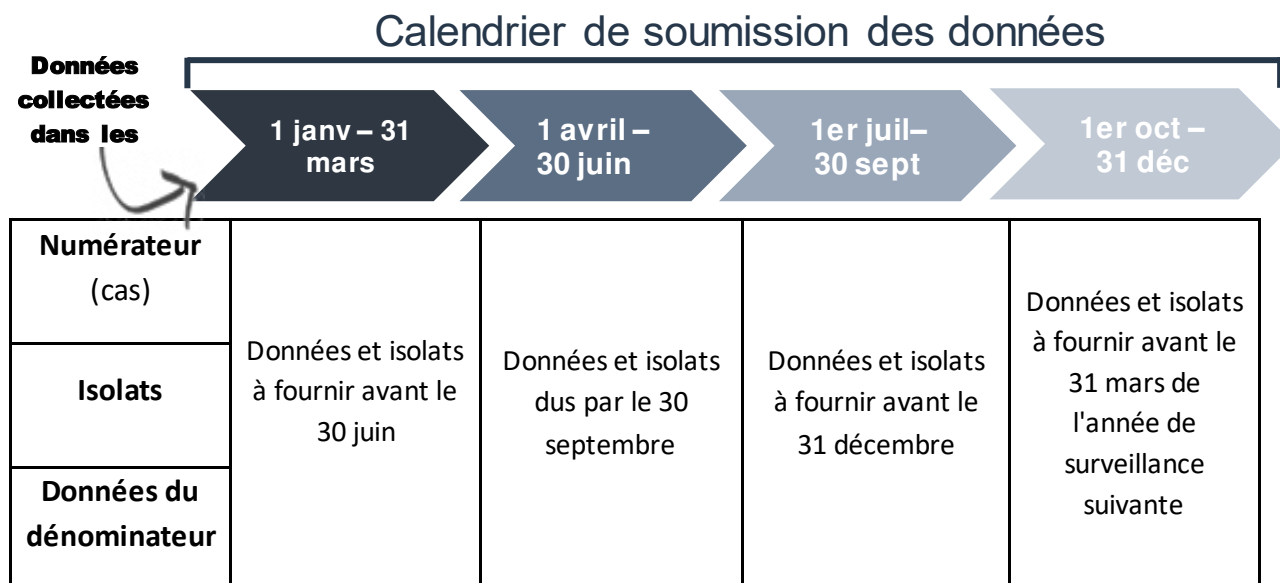 Calendrier de soumission des données
Données
collectées
dans les
1 janv – 31
mars
1 avril –
30 juin
1er juil–
30 sept
1er oct –
31 déc
Numérateur
(cas)
Isolats
Données du
dénominateur
Données et isolats
à fournir avant le
30 juin
Données et isolats
dus par le 30
septembre
Données et isolats
à fournir avant le
31 décembre
Données et isolats
à fournir avant le
31 mars de
l'année de
surveillance
suivante